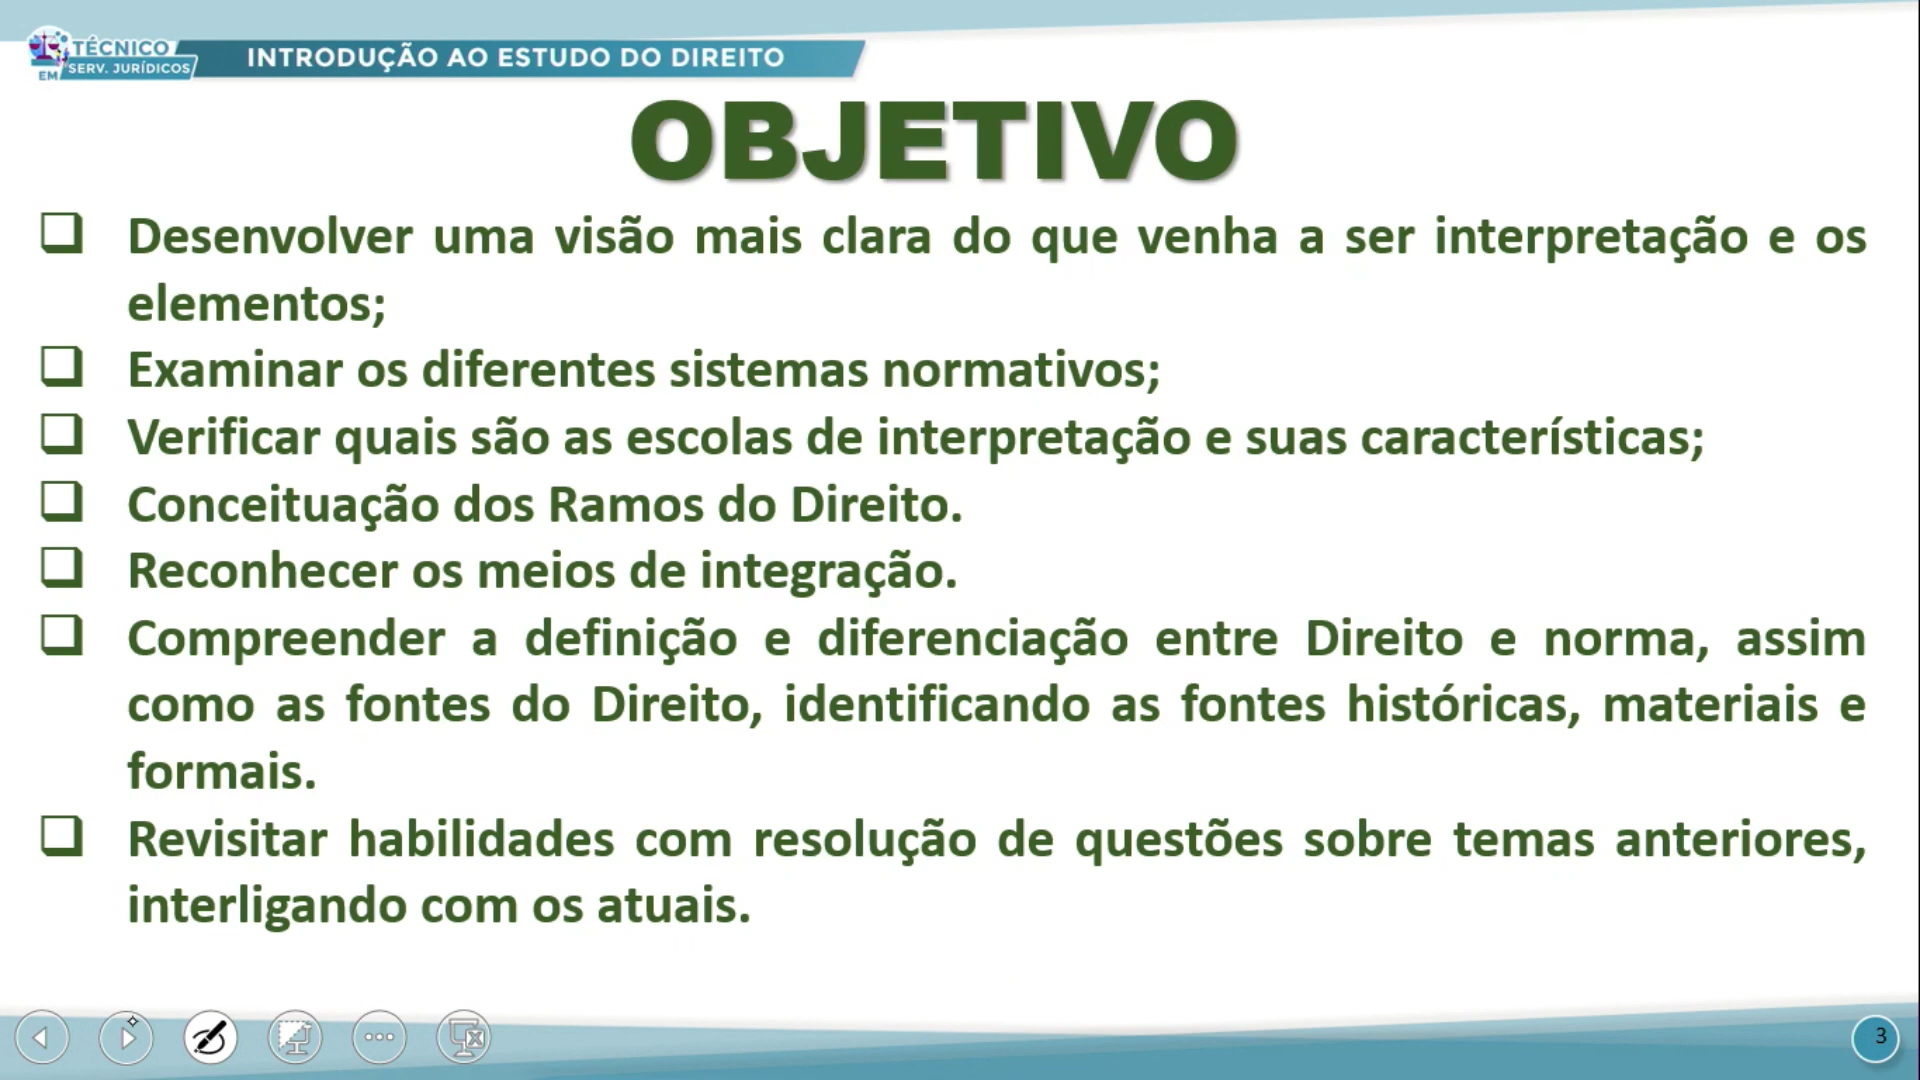 TÉCNICO
EM SERV. JURÍDICOS
INTRODUÇÃO AO ESTUDO DO DIREITO
OBJETIVO
Desenvolver uma visão mais clara do que venha a ser interpretação e os
elementos;
Examinar os diferentes sistemas normativos;
Verificar quais são as escolas de interpretação e suas características;
Conceituação dos Ramos do Direito.
Reconhecer os meios de integração.
Compreender a definição e diferenciação entre Direito e norma, assim
como as fontes do Direito, identificando as fontes históricas, materiais e
formais.
Revisitar habilidades com resolução de questões sobre temas anteriores,
interligando com os atuais.
3